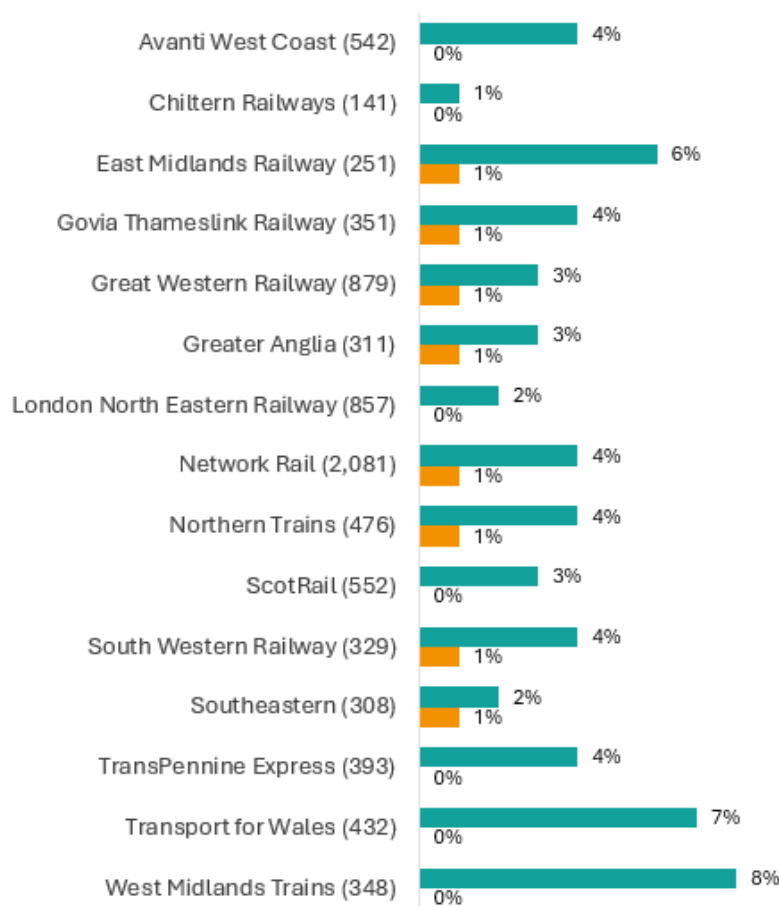 Avanti West Coast (542) 4%
0%
Chiltern Railways (141) 1%
0%
East Midlands Railway (251) 6%
1%
Govia Thameslink Railway (351) 4%
1%
Great Western Railway (879) 3%
1%
Greater Anglia (311) 3%
1%
London North Eastern Railway (857) 2%
0%
Network Rail (2,081) 4%
1%
Northern Trains (476) 4%
1%
ScotRail (552) 3%
0%
South Western Railway (329) 4%
1%
Southeastern (308) 2%
1%
TransPennine Express (393) 4%
0%
Transport for Wales (432) 7%
0%
West Midlands Trains (348) 8%
0%